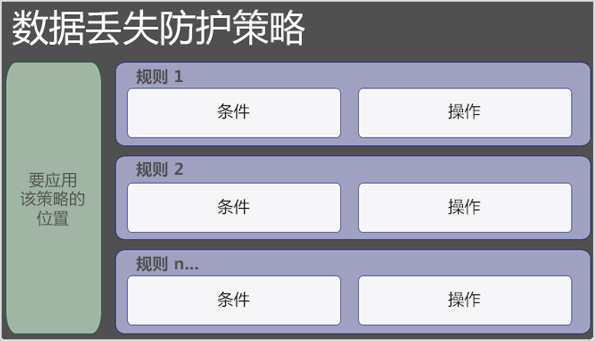 数据丢失防护策略
要应用
该策略的
位置
规则 1
条件
操作
规则 2
条件
操作
规则 n...
条件
操作